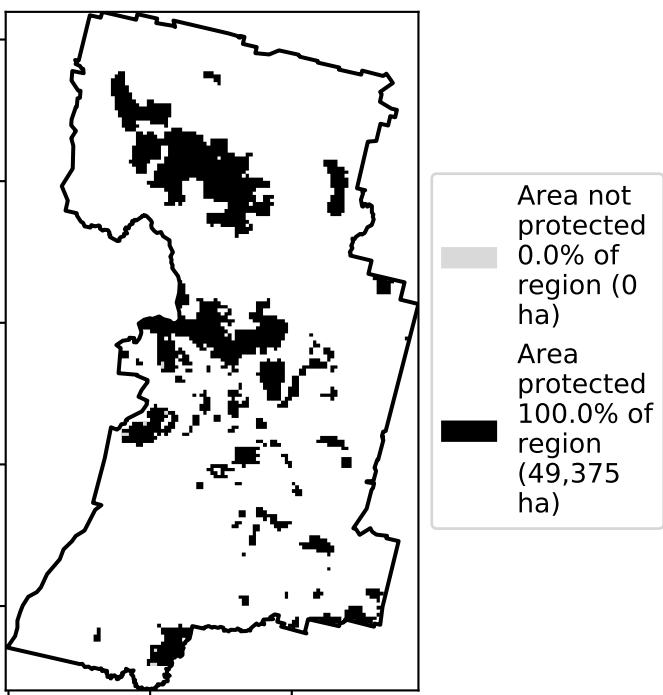 Area not
protected
0.0% of
region (0
ha)
Area
protected
100.0% of
region
(49,375
ha)